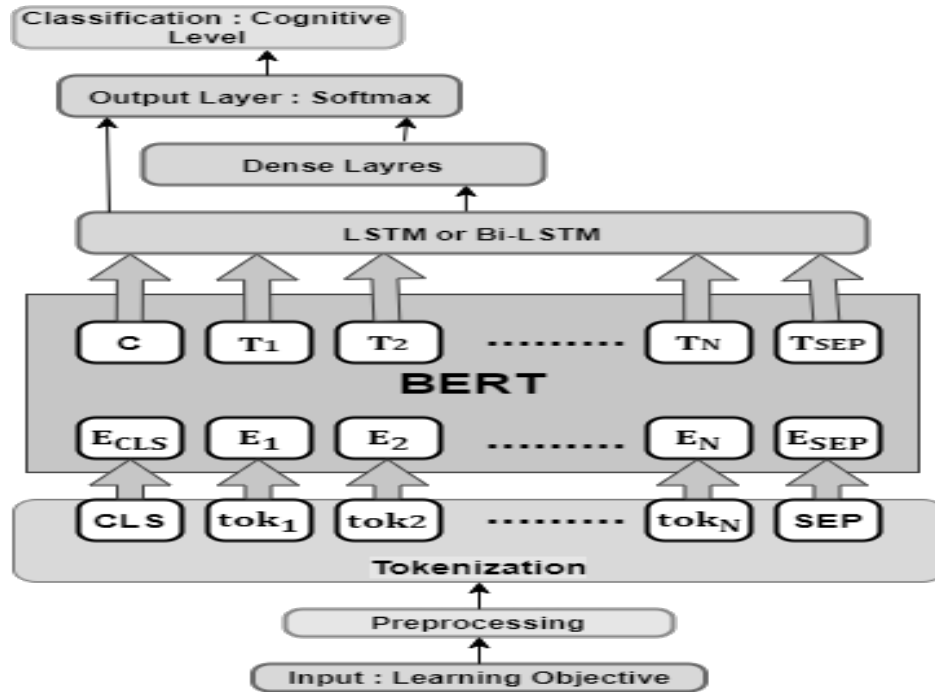 Classification : Cognitive
Level
Output Layer : Softmax
Dense Layres
LSTM or Bi-LSTM
C T1 T2 ......... TN TSEP
BERT
ECLS E1 E2 ......... EN ESEP
CLS tok1 tok2 ......... tokN SEP
Tokenization
Preprocessing
Input : Learning Objective